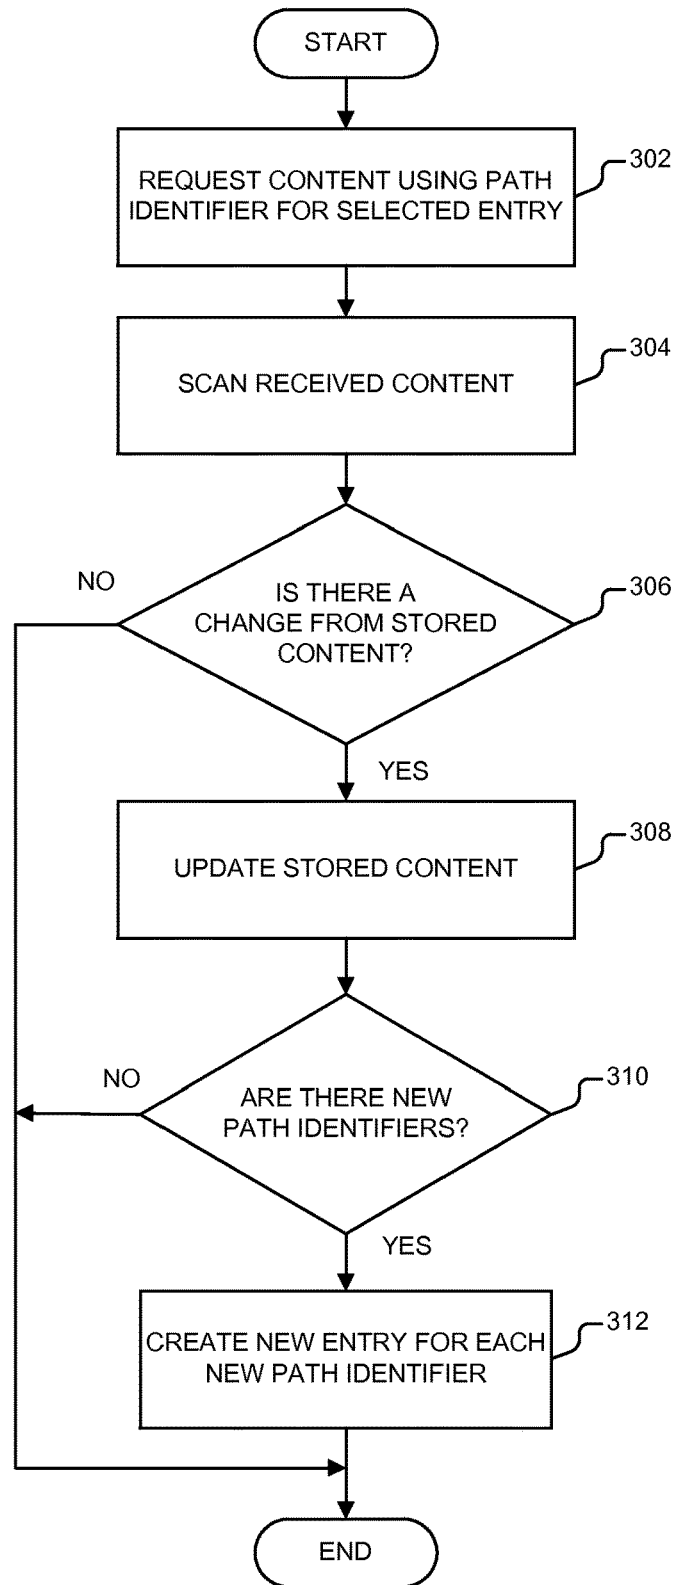 START
REQUEST CONTENT USING PATH
IDENTIFIER FOR SELECTED ENTRY
302
SCAN RECEIVED CONTENT
304
IS THERE A
CHANGE FROM STORED
CONTENT?
306
NO
YES
UPDATE STORED CONTENT
308
ARE THERE NEW
PATH IDENTIFIERS?
310
NO
YES
CREATE NEW ENTRY FOR EACH
NEW PATH IDENTIFIER
312
END